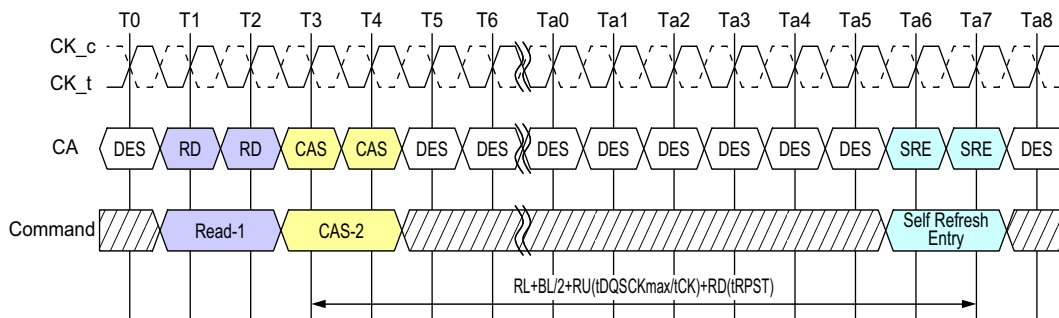 T0 T1 T2 T3 T4 T5 T6 Ta0 Ta1 Ta2 Ta3 Ta4 Ta5 Ta6 Ta7 Ta8
CK_c
CK_t
CA DES RD RD CAS CAS DES DES DES DES DES DES DES DES SRE SRE DES
Command Read-1 CAS-2 Self Refresh
Entry
RL+BL/2+RU(tDQSCKmax/tCK)+RD(tRPST)